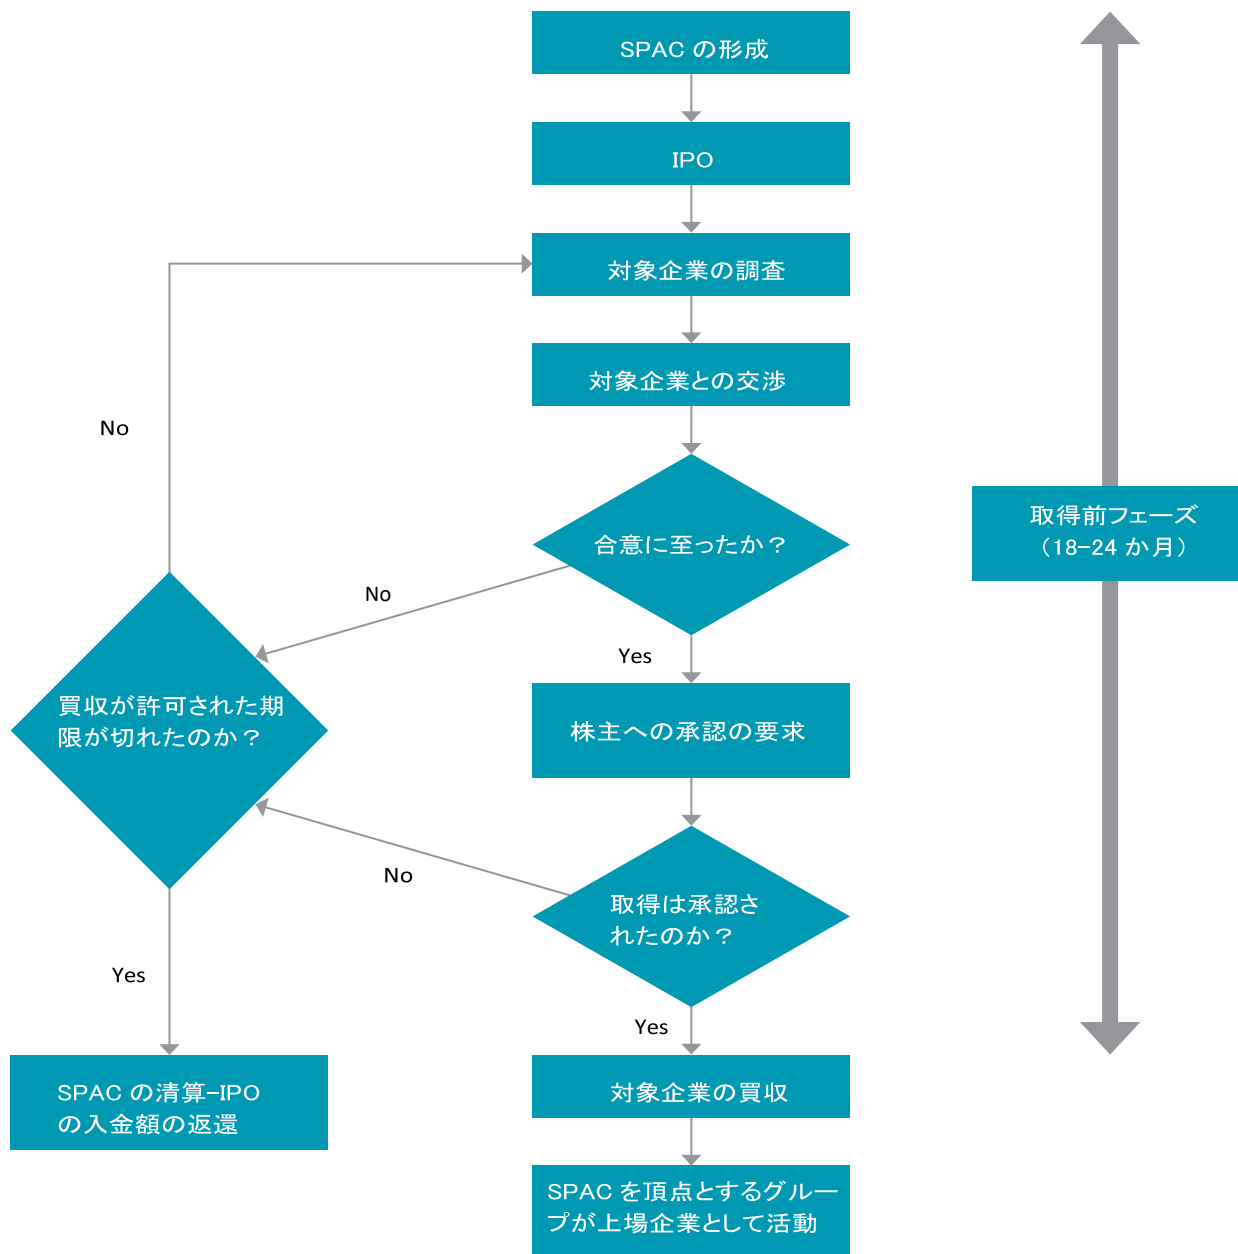 SPAC の形成
IPO
対象企業の調査
対象企業との交渉
No
合意に至ったか？
取得前フェーズ
（18-24 か月）
No
Yes
買収が許可された期
限が切れたのか？
株主への承認の要求
No
取得は承認さ
れたのか？
Yes
Yes
SPAC の清算-IPO
の入金額の返還
対象企業の買収
SPAC を頂点とするグルー
プが上場企業として活動